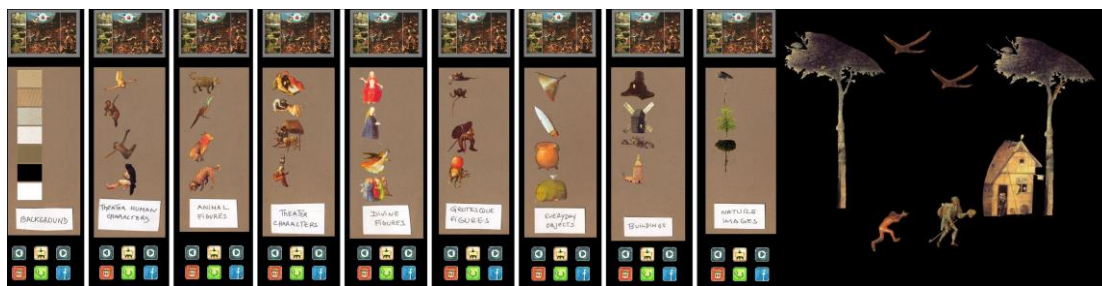 BACKGROUND
THEATER HUMAN
CHARACTERS
ANIMAL
FIGURES
THEATER
CHARACTERS
DIVINE
FIGURES
GROTESQUE
FIGURES
EVERYDAY
OBJECTS
BUILDINGS
NATURE
IMAGES